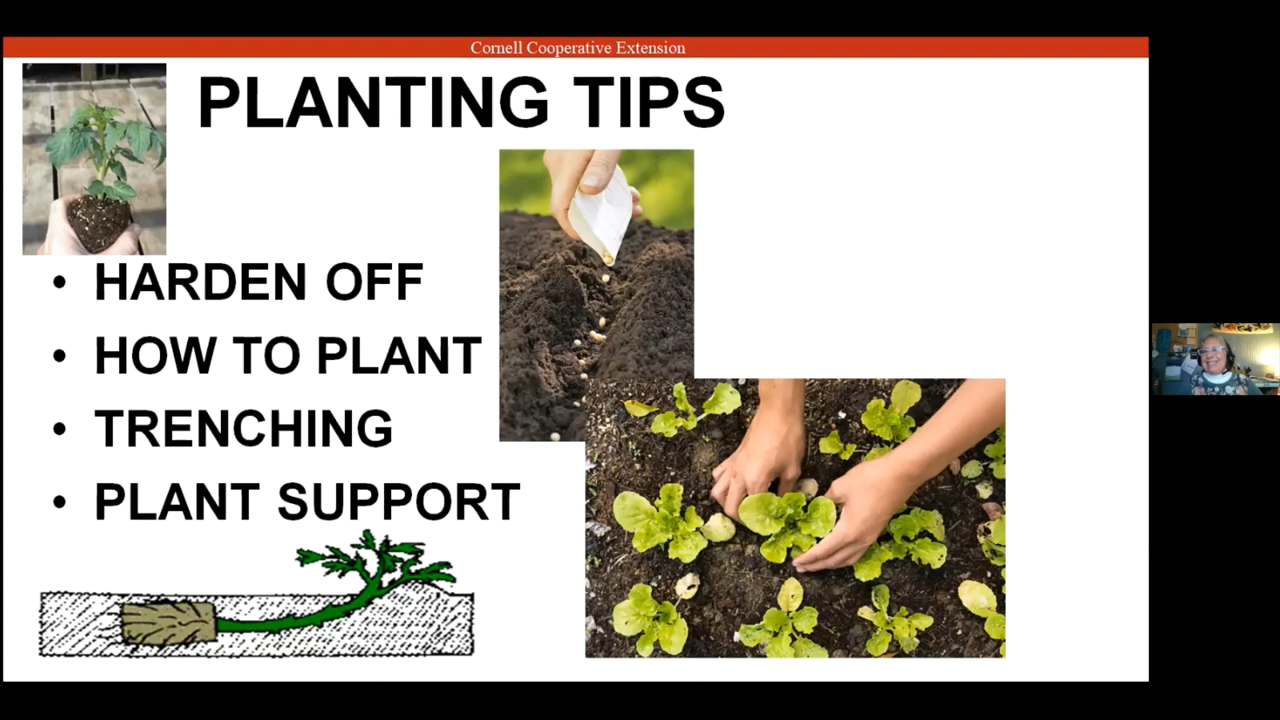 Cornell Cooperative Extension
PLANTING TIPS
• HARDEN OFF
• HOW TO PLANT
• TRENCHING
• PLANT SUPPORT